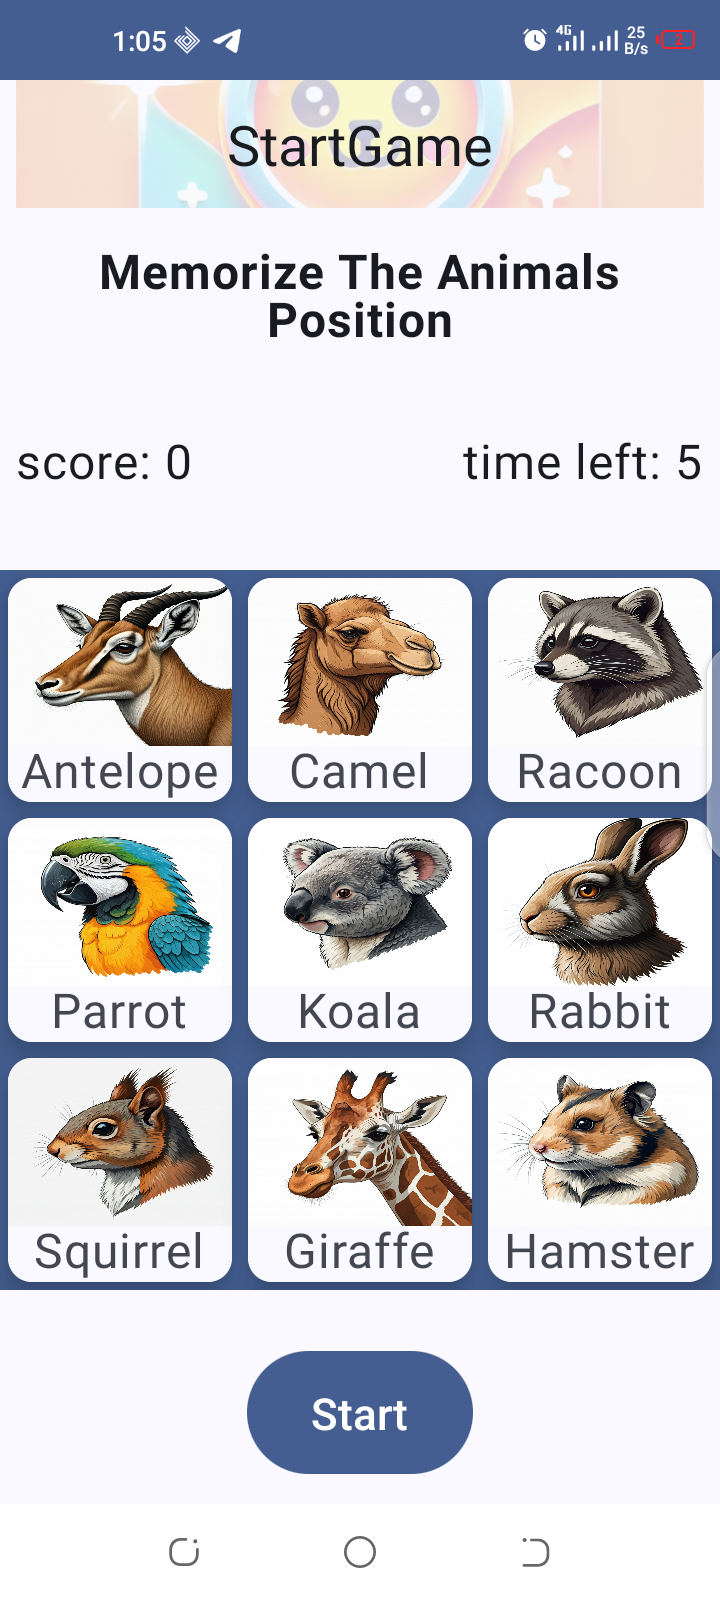 1:05 4G 25 B/s 2
StartGame
Memorize The Animals
Position
score: 0 time left: 5
Antelope Camel Racoon
Parrot Koala Rabbit
Squirrel Giraffe Hamster
Start